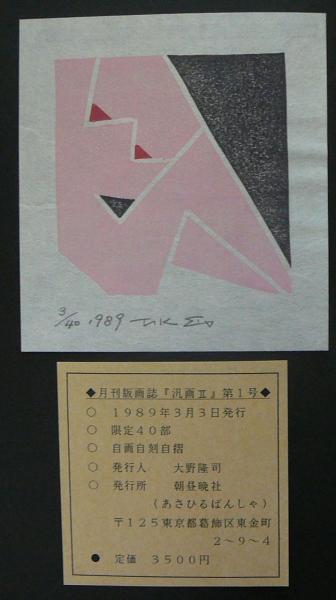 3/40 1989
◆月刊版画誌『汎画Ⅱ』第1号◆
○ 1989年3月3日発行
○ 限定40部
○ 自画自刻自摺
○ 発行人 大野隆司
○ 発行所 朝昼晩社
(あさひるばんしゃ)
〒125東京都葛飾区東金町
2〜9〜4
● 定価 3500円